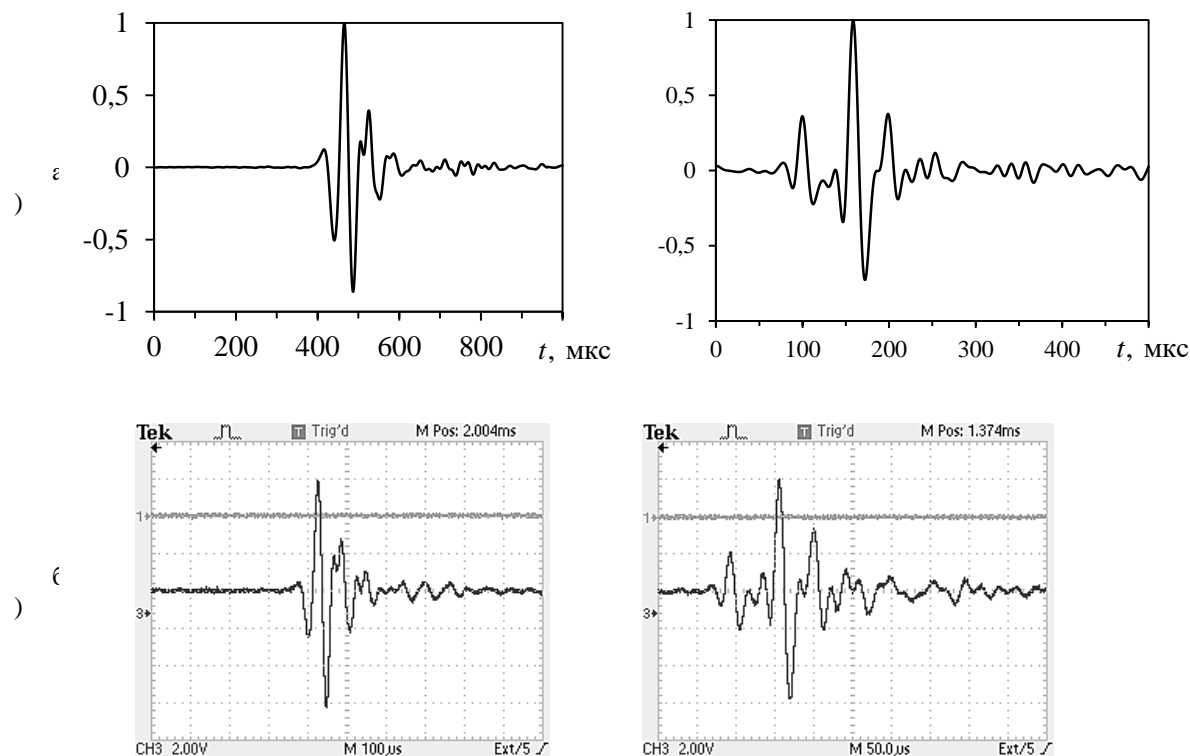 1
0,5
0
-0,5
-1
0 200 400 600 800 t, мкс
1
0,5
0
-0,5
-1
0 100 200 300 400 t, мкс
)
Tek T Trig'd M Pos: 2.004ms
1
3
CH3 2.00V M 100µs Ext/5
Tek T Trig'd M Pos: 1.374ms
1
3
CH3 2.00V M 50.0µs Ext/5
)